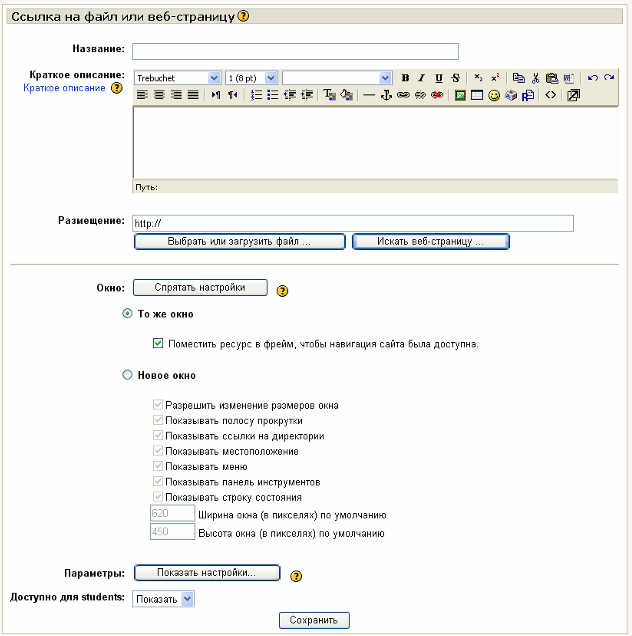 Ссылка на файл или веб-страницу ?
Название:
Краткое описание: Trebuchet 1 (8 pt) B I U S x₂ x²
Краткое описание ?
Путь:
Размещение: http://
Выбрать или загрузить файл ... Искать веб-страницу ...
Окно: Спрятать настройки ?
То же окно
Поместить ресурс в фрейм, чтобы навигация сайта была доступна.
Новое окно
Разрешить изменение размеров окна
Показывать полосу прокрутки
Показывать ссылки на директории
Показывать местоположение
Показывать меню
Показывать панель инструментов
Показывать строку состояния
620 Ширина окна (в пикселях) по умолчанию
450 Высота окна (в пикселях) по умолчанию
Параметры: Показать настройки... ?
Доступно для students: Показать
Сохранить